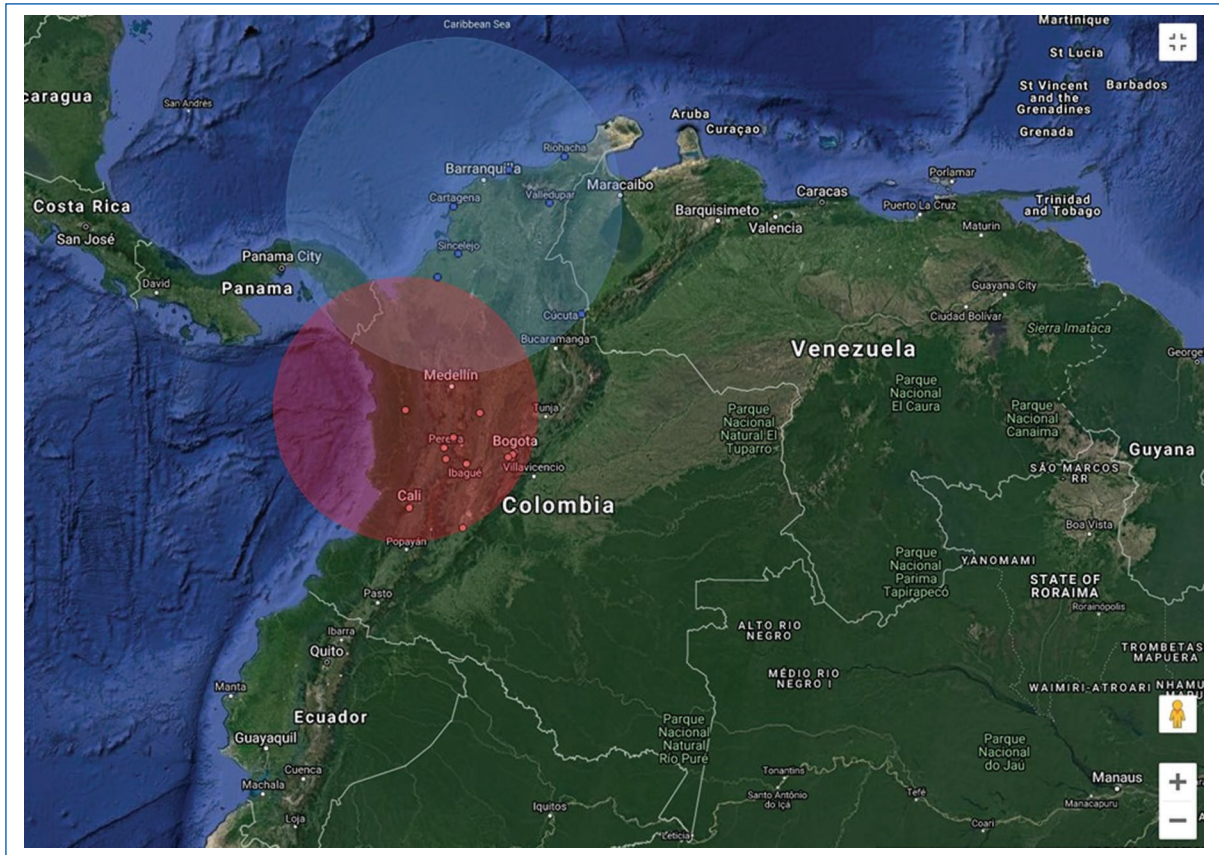 Caribbean Sea
Martinique
St Lucia
St Vincent
and the
Grenadines
Barbados
Grenada
caragua
San Andrés
Aruba
Curaçao
Riohacha
Barranquilla
Maracaibo
Valledupar
Cartagena
Porlamar
Caracas
Puerto La Cruz
Trinidad
and Tobago
Costa Rica
San José
Barquisimeto
Valencia
Maturin
Sincelejo
Panama City
David
Panama
Guayana City
Ciudad Bolívar
Cúcuta
Bucaramanga
Sierra Imataca
Venezuela
George
Medellín
Parque
Nacional
El Caura
Tunja
Parque
Nacional
Natural El
Tuparro
Parque
Nacional
Canaima
Pereira
Bogota
Guyana
Ibagué
Villavicencio
SÃO MARCOS
- RR
Cali
Colombia
Boa Vista
Popayán
Parque
Nacional
Parima
Tapirapecó
YANOMAMI
STATE OF
RORAIMA
Rorainópolis
Pasto
Ibarra
ALTO RIO
NEGRO
Quito
TROMBETAS
MAPUERA
MÉDIO RIO
NEGRO I
Manta
WAIMIRI-ATROARI
NHAMU
Ecuador
Parque
Nacional
Natural
Río Puré
Guayaquil
Parque
Nacional
do Jaú
Cuenca
Machala
Tonantins
Manaus
Santo Antônio
do Içá
Tefé
Manacapuru
Iquitos
Loja
Coari
Leticia